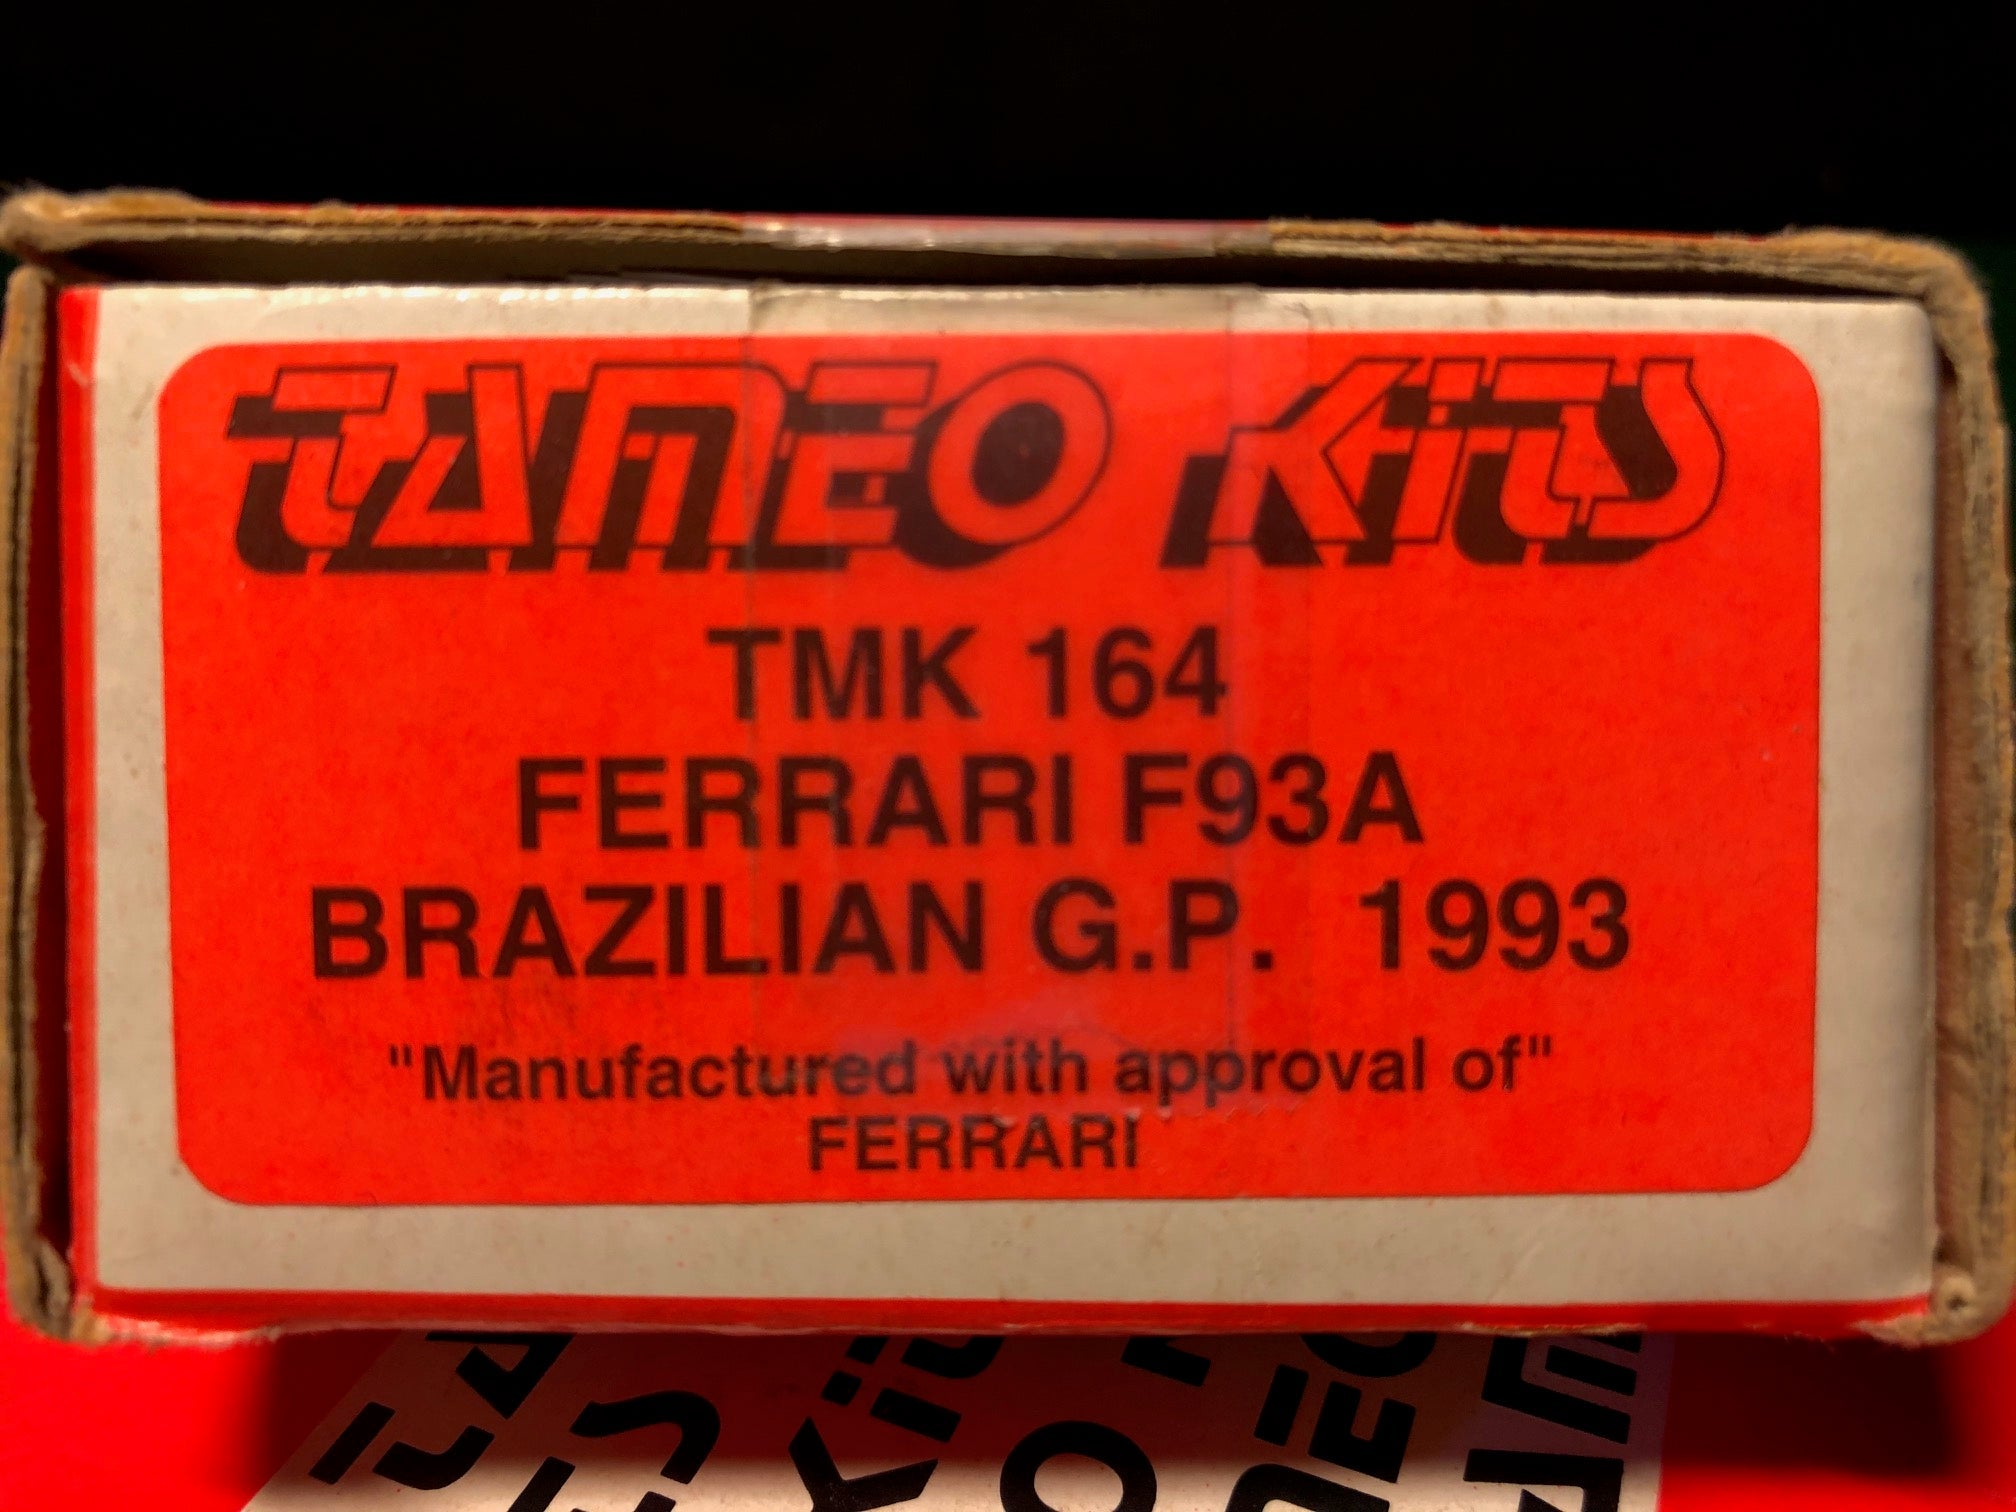 TAMEO KITS
TMK 164
FERRARI F93A
BRAZILIAN G.P. 1993
"Manufactured with approval of"
FERRARI